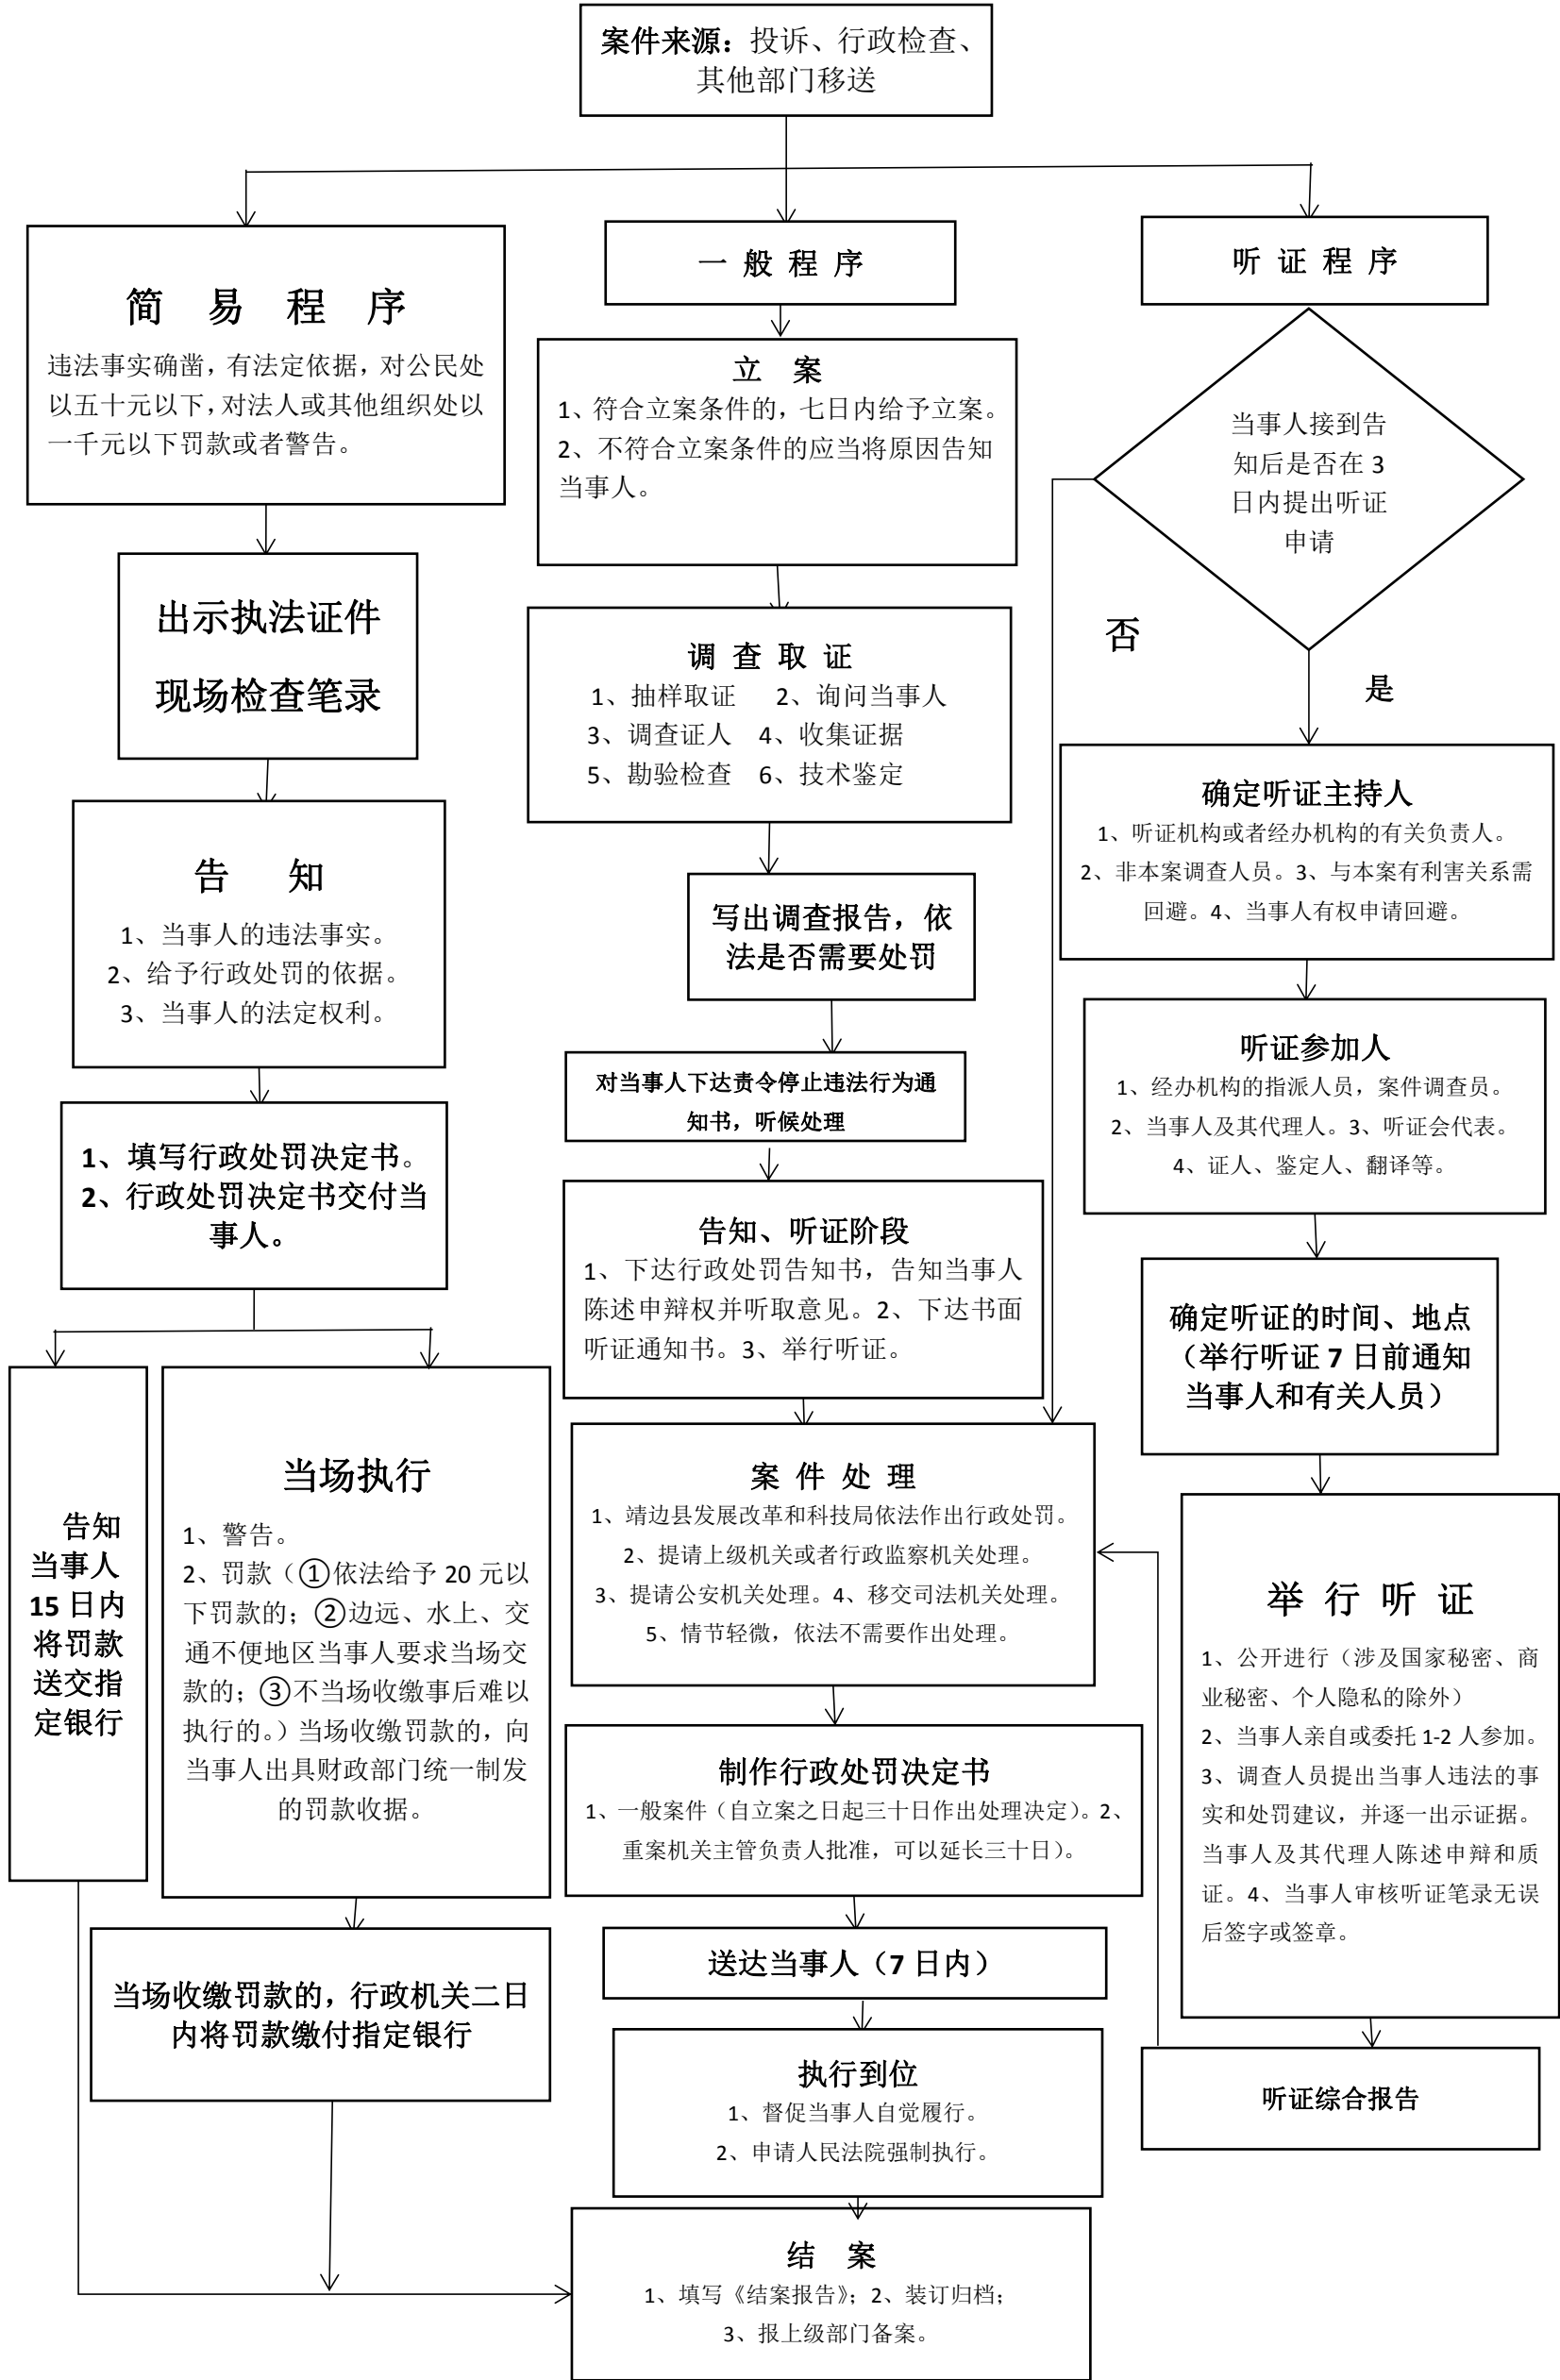 案件来源：投诉、行政检查、
其他部门移送
简 易 程 序
违法事实确凿，有法定依据，对公民处
以五十元以下，对法人或其他组织处以
一千元以下罚款或者警告。
出示执法证件
现场检查笔录
告 知
1、当事人的违法事实。
2、给予行政处罚的依据。
3、当事人的法定权利。
1、填写行政处罚决定书。
2、行政处罚决定书交付当
事人。
告知
当事人
15 日内
将罚款
送交指
定银行
当场执行
1、警告。
2、罚款（①依法给予 20 元以
下罚款的；②边远、水上、交
通不便地区当事人要求当场交
款的；③不当场收缴事后难以
执行的。）当场收缴罚款的，向
当事人出具财政部门统一制发
的罚款收据。
当场收缴罚款的，行政机关二日
内将罚款缴付指定银行
一 般 程 序
立 案
1、符合立案条件的，七日内给予立案。
2、不符合立案条件的应当将原因告知
当事人。
调 查 取 证
1、抽样取证 2、询问当事人
3、调查证人 4、收集证据
5、勘验检查 6、技术鉴定
写出调查报告，依
法是否需要处罚
对当事人下达责令停止违法行为通
知书，听候处理
告知、听证阶段
1、下达行政处罚告知书，告知当事人
陈述申辩权并听取意见。2、下达书面
听证通知书。3、举行听证。
案 件 处 理
1、靖边县发展改革和科技局依法作出行政处罚。
2、提请上级机关或者行政监察机关处理。
3、提请公安机关处理。4、移交司法机关处理。
5、情节轻微，依法不需要作出处理。
制作行政处罚决定书
1、一般案件（自立案之日起三十日作出处理决定）。2、
重案机关主管负责人批准，可以延长三十日）。
送达当事人（7 日内）
执行到位
1、督促当事人自觉履行。
2、申请人民法院强制执行。
结 案
1、填写《结案报告》；2、装订归档；
3、报上级部门备案。
听 证 程 序
当事人接到告
知后是否在 3
日内提出听证
申请
否
是
确定听证主持人
1、听证机构或者经办机构的有关负责人。
2、非本案调查人员。3、与本案有利害关系需
回避。4、当事人有权申请回避。
听证参加人
1、经办机构的指派人员，案件调查员。
2、当事人及其代理人。3、听证会代表。
4、证人、鉴定人、翻译等。
确定听证的时间、地点
（举行听证 7 日前通知
当事人和有关人员）
举 行 听 证
1、公开进行（涉及国家秘密、商
业秘密、个人隐私的除外）
2、当事人亲自或委托 1-2 人参加。
3、调查人员提出当事人违法的事
实和处罚建议，并逐一出示证据。
当事人及其代理人陈述申辩和质
证。4、当事人审核听证笔录无误
后签字或签章。
听证综合报告